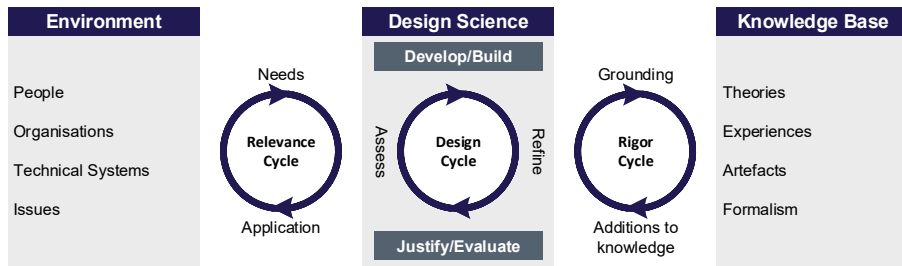 Environment
Design Science
Knowledge Base
Develop/Build
Needs
Grounding
People
Organisations
Technical Systems
Issues
Relevance
Cycle
Assess
Design
Cycle
Refine
Rigor
Cycle
Theories
Experiences
Artefacts
Formalism
Application
Justify/Evaluate
Additions to
knowledge